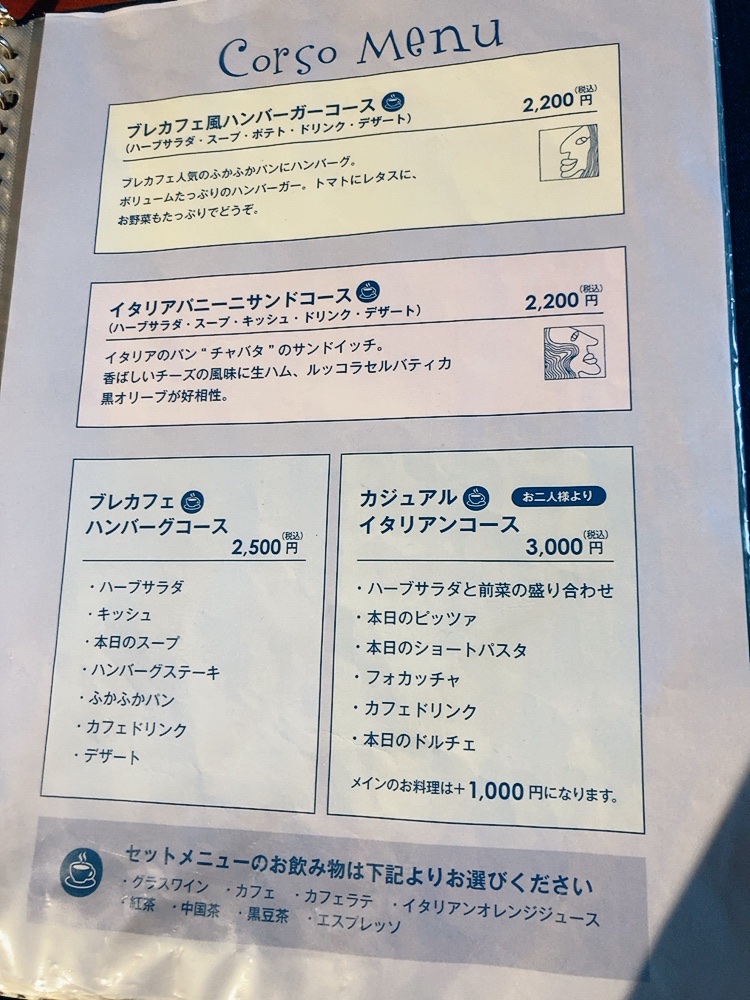 Corso Menu
ブレカフェ風ハンバーガーコース
(税込)
2,200円
(ハーブサラダ・スープ・ポテト・ドリンク・デザート)
ブレカフェ人気のふかふかパンにハンバーグ。
ボリュームたっぷりのハンバーガー。トマトにレタスに、
お野菜もたっぷりでどうぞ。
イタリアパニーニサンドコース
(税込)
2,200円
(ハーブサラダ・スープ・キッシュ・ドリンク・デザート)
イタリアのパン“チャバタ”のサンドイッチ。
香ばしいチーズの風味に生ハム、ルッコラセルバティカ
黒オリーブが好相性。
ブレカフェ
ハンバーグコース
(税込)
2,500円
・ハーブサラダ
・キッシュ
・本日のスープ
・ハンバーグステーキ
・ふかふかパン
・カフェドリンク
・デザート
カジュアル
お二人様より
イタリアンコース
(税込)
3,000円
・ハーブサラダと前菜の盛り合わせ
・本日のピッツァ
・本日のショートパスタ
・フォカッチャ
・カフェドリンク
・本日のドルチェ
メインのお料理は+1,000円になります。
セットメニューのお飲み物は下記よりお選びください
・グラスワイン ・カフェ ・カフェラテ ・イタリアンオレンジジュース
・紅茶 ・中国茶 ・黒豆茶 ・エスプレッソ